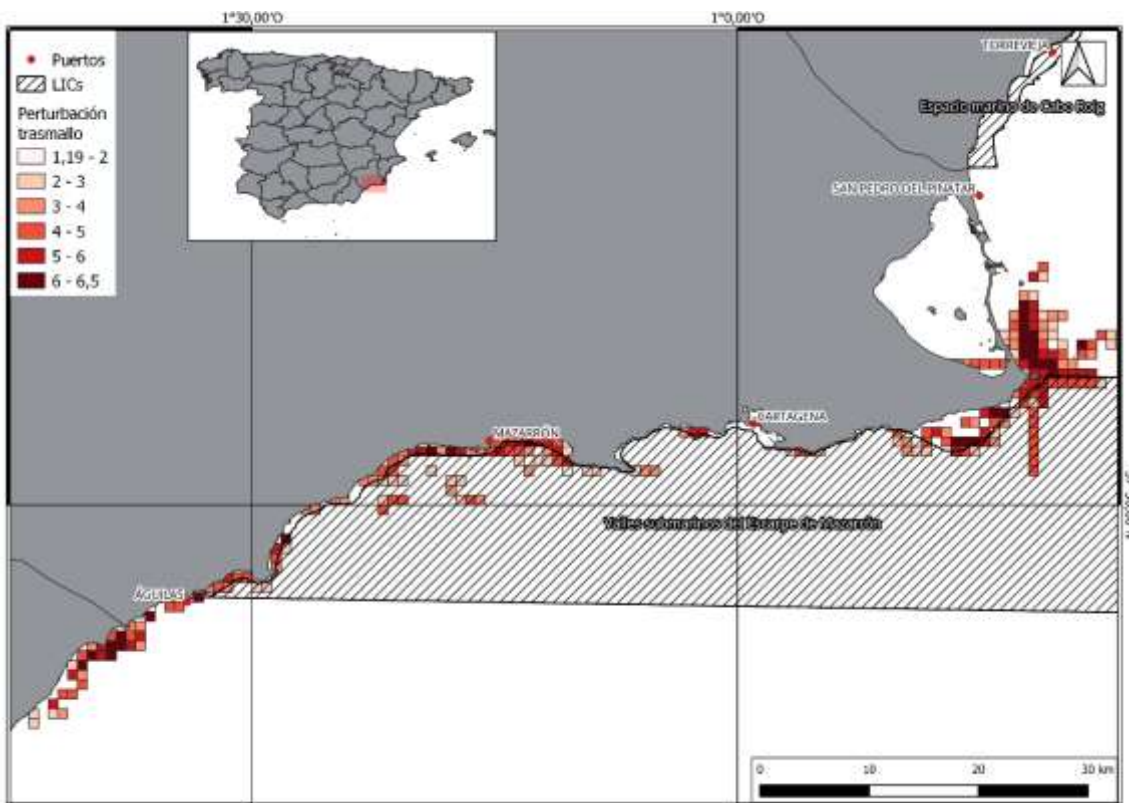 1°30,00'O
1°0,00'O
Puertos
LICs
Perturbación
trasmallo
1,19 - 2
2 - 3
3 - 4
4 - 5
5 - 6
6 - 6,5
TORREVIEJA
Espacio marino de Cabo Roig
SAN PEDRO DEL PINATAR
CARTAGENA
MAZARRÓN
Valles submarinos del Escarpe de Mazarrón
ÁGUILAS
0
10
20
30 km